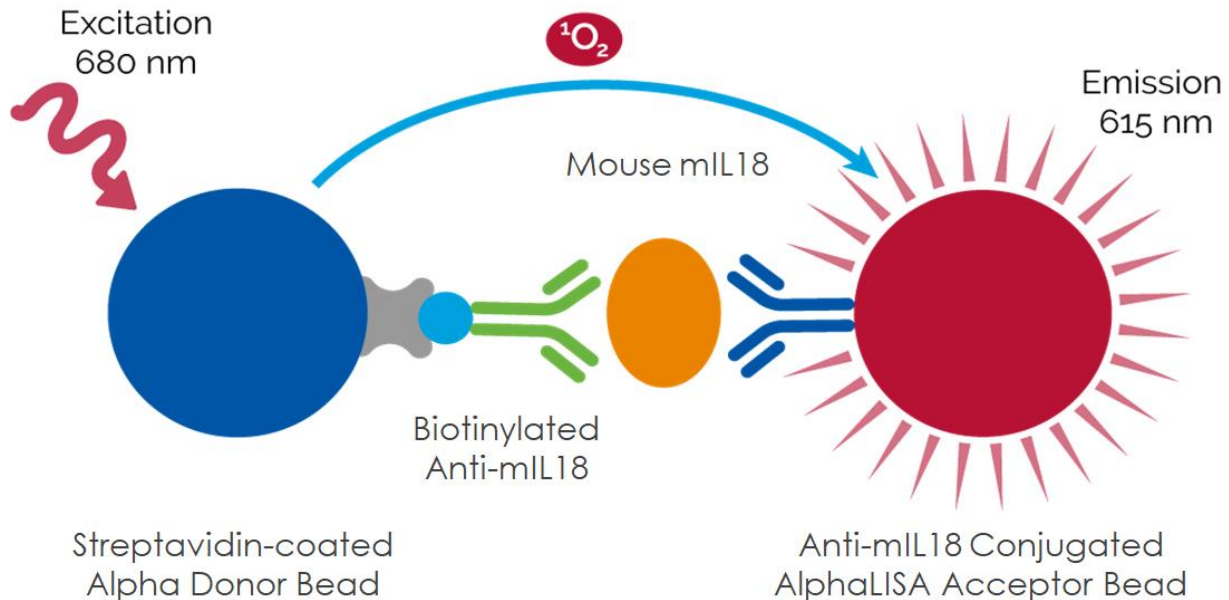 Excitation
680 nm
¹O₂
Emission
615 nm
Mouse mIL18
Biotinylated
Anti-mIL18
Streptavidin-coated
Alpha Donor Bead
Anti-mIL18 Conjugated
AlphaLISA Acceptor Bead